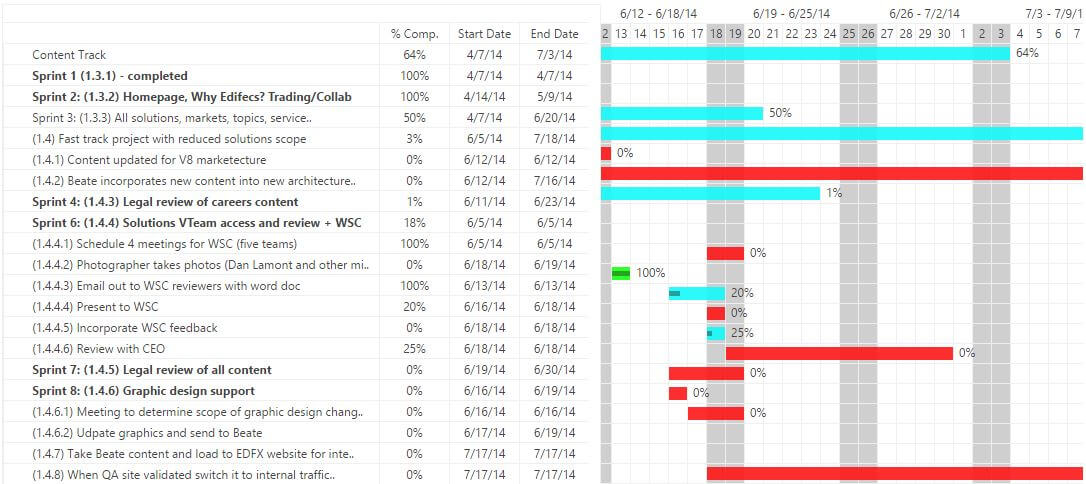 6/12 - 6/18/14 6/19 - 6/25/14 6/26 - 7/2/14 7/3 - 7/9/1
% Comp. Start Date End Date 2 13 14 15 16 17 18 19 20 21 22 23 24 25 26 27 28 29 30 1 2 3 4 5 6 7
Content Track 64% 4/7/14 7/3/14 64%
Sprint 1 (1.3.1) - completed 100% 4/7/14 4/7/14
Sprint 2: (1.3.2) Homepage, Why Edifecs? Trading/Collab 100% 4/14/14 5/9/14
Sprint 3: (1.3.3) All solutions, markets, topics, service.. 50% 4/7/14 6/20/14 50%
(1.4) Fast track project with reduced solutions scope 3% 6/5/14 7/18/14
(1.4.1) Content updated for V8 marketecture 0% 6/12/14 6/12/14 0%
(1.4.2) Beate incorporates new content into new architecture.. 0% 6/12/14 7/16/14
Sprint 4: (1.4.3) Legal review of careers content 1% 6/11/14 6/23/14 1%
Sprint 6: (1.4.4) Solutions VTeam access and review + WSC 18% 6/5/14 6/5/14
(1.4.4.1) Schedule 4 meetings for WSC (five teams) 100% 6/5/14 6/5/14 0%
(1.4.4.2) Photographer takes photos (Dan Lamont and other mi.. 0% 6/18/14 6/19/14 100%
(1.4.4.3) Email out to WSC reviewers with word doc 100% 6/13/14 6/13/14 20%
(1.4.4.4) Present to WSC 20% 6/16/14 6/18/14 0%
(1.4.4.5) Incorporate WSC feedback 0% 6/18/14 6/18/14 25%
(1.4.4.6) Review with CEO 25% 6/18/14 6/18/14 0%
Sprint 7: (1.4.5) Legal review of all content 0% 6/19/14 6/30/14 0%
Sprint 8: (1.4.6) Graphic design support 0% 6/16/14 6/19/14 0%
(1.4.6.1) Meeting to determine scope of graphic design chang.. 0% 6/16/14 6/16/14 0%
(1.4.6.2) Udpate graphics and send to Beate 0% 6/17/14 6/19/14
(1.4.7) Take Beate content and load to EDFX website for inte.. 0% 7/17/14 7/17/14
(1.4.8) When QA site validated switch it to internal traffic.. 0% 7/17/14 7/17/14